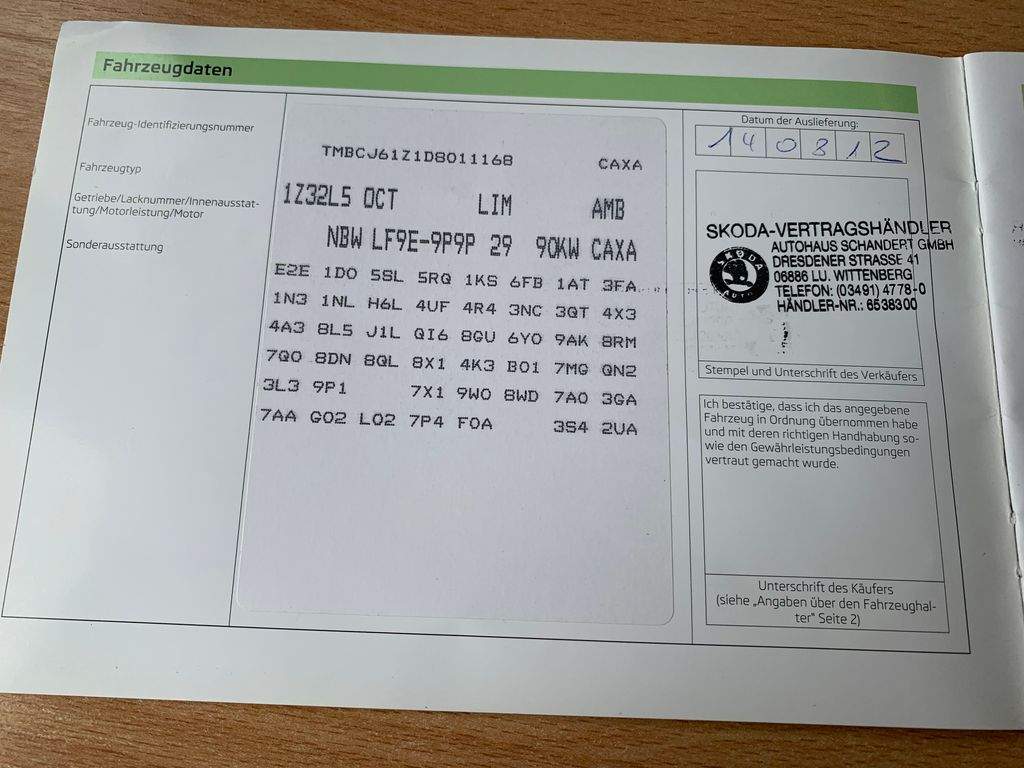 Fahrzeugdaten
Fahrzeug-Identifizierungsnummer
Fahrzeugtyp
Getriebe/Lacknummer/Innenausstat-
tung/Motorleistung/Motor
Sonderausstattung
TMBCJ61Z1D8011168 CAXA
1Z32L5 OCT LIM AMB
NBW LF9E-9P9P 29 90KW CAXA
E2E 1D0 5SL 5RQ 1KS 6FB 1AT 3FA
1N3 1NL H6L 4UF 4R4 3NC 3QT 4X3
4A3 8L5 J1L QI6 8GU 6Y0 9AK 8RM
7Q0 8DN 8QL 8X1 4K3 B01 7MG QN2
3L3 9P1 7X1 9W0 8WD 7A0 3GA
7AA G02 L02 7P4 F0A 3S4 2UA
Datum der Auslieferung:
14 08 12
SKODA-VERTRAGSHÄNDLER
AUTOHAUS SCHANDERT GMBH
DRESDENER STRASSE 41
06886 LU. WITTENBERG
TELEFON: (03491) 4778-0
HÄNDLER-NR.: 6538300
SKODA
AUTO
Stempel und Unterschrift des Verkäufers
Ich bestätige, dass ich das angegebene
Fahrzeug in Ordnung übernommen habe
und mit deren richtigen Handhabung so-
wie den Gewährleistungsbedingungen
vertraut gemacht wurde.
Unterschrift des Käufers
(siehe „Angaben über den Fahrzeughal-
ter" Seite 2)